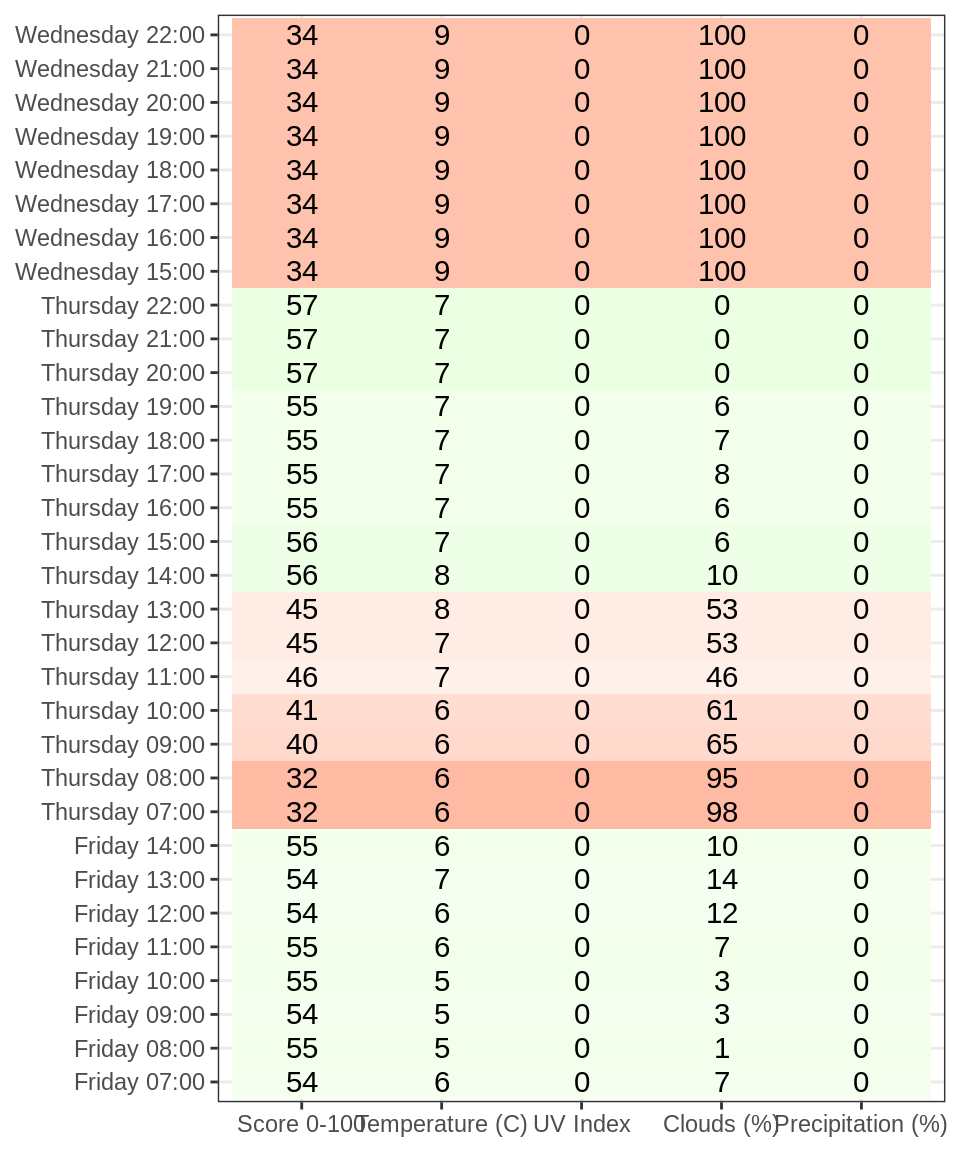 Wednesday 22:00 34 9 0 100 0
Wednesday 21:00 34 9 0 100 0
Wednesday 20:00 34 9 0 100 0
Wednesday 19:00 34 9 0 100 0
Wednesday 18:00 34 9 0 100 0
Wednesday 17:00 34 9 0 100 0
Wednesday 16:00 34 9 0 100 0
Wednesday 15:00 34 9 0 100 0
Thursday 22:00 57 7 0 0 0
Thursday 21:00 57 7 0 0 0
Thursday 20:00 57 7 0 0 0
Thursday 19:00 55 7 0 6 0
Thursday 18:00 55 7 0 7 0
Thursday 17:00 55 7 0 8 0
Thursday 16:00 55 7 0 6 0
Thursday 15:00 56 7 0 6 0
Thursday 14:00 56 8 0 10 0
Thursday 13:00 45 8 0 53 0
Thursday 12:00 45 7 0 53 0
Thursday 11:00 46 7 0 46 0
Thursday 10:00 41 6 0 61 0
Thursday 09:00 40 6 0 65 0
Thursday 08:00 32 6 0 95 0
Thursday 07:00 32 6 0 98 0
Friday 14:00 55 6 0 10 0
Friday 13:00 54 7 0 14 0
Friday 12:00 54 6 0 12 0
Friday 11:00 55 6 0 7 0
Friday 10:00 55 5 0 3 0
Friday 09:00 54 5 0 3 0
Friday 08:00 55 5 0 1 0
Friday 07:00 54 6 0 7 0
Score 0-100 Temperature (C) UV Index Clouds (%) Precipitation (%)